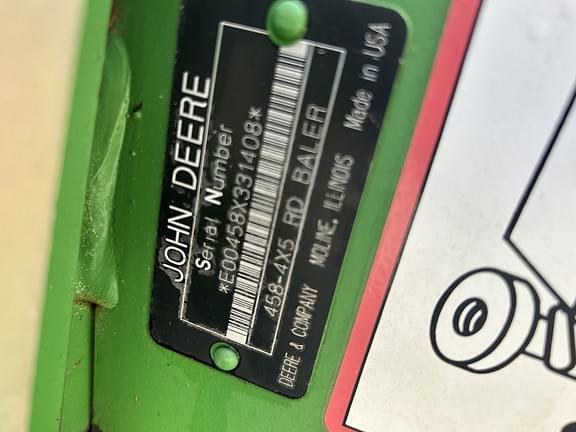 JOHN DEERE
Serial Number
*E00458X331408*
458-4X5 RD BALER
DEERE & COMPANY MOLINE, ILLINOIS Made in USA